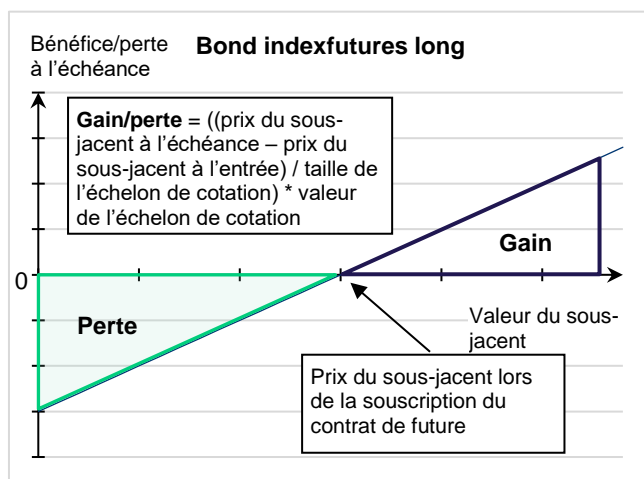 Bénéfice/perte
à l'échéance
Bond indexfutures long
Gain/perte = ((prix du sous-
jacent à l'échéance – prix du
sous-jacent à l'entrée) / taille de
l'échelon de cotation) * valeur
de l'échelon de cotation
Gain
0
Perte
Valeur du sous-
jacent
Prix du sous-jacent lors
de la souscription du
contrat de future